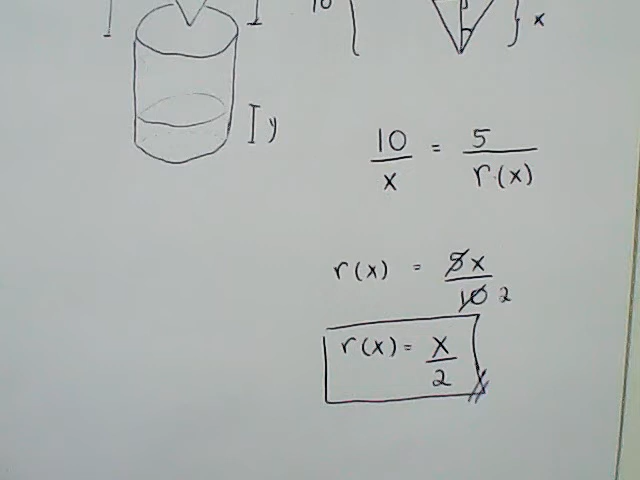 10
x
y
10/x = 5/r(x)
r(x) = 5x/10 2
r(x) = x/2